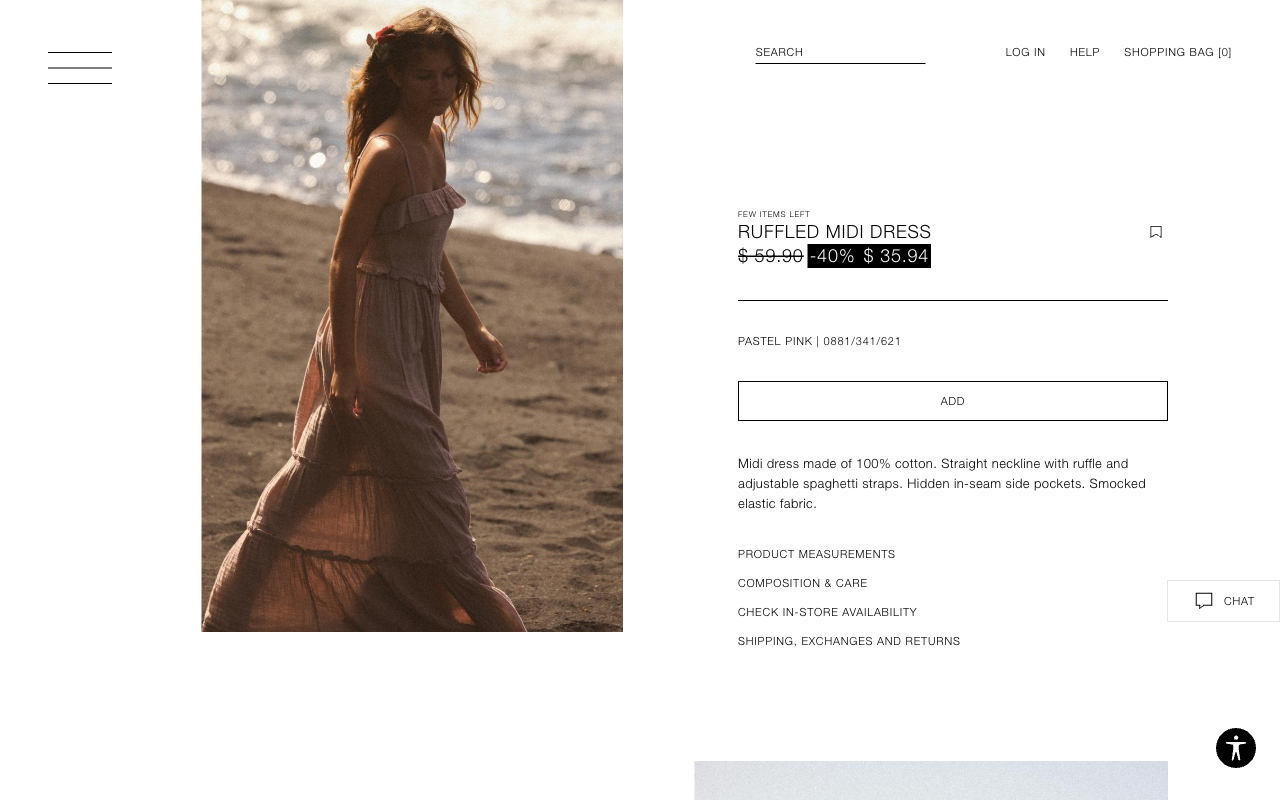 SEARCH
LOG IN
HELP
SHOPPING BAG [0]
FEW ITEMS LEFT
RUFFLED MIDI DRESS
$ 59.90 -40% $ 35.94
PASTEL PINK | 0881/341/621
ADD
Midi dress made of 100% cotton. Straight neckline with ruffle and
adjustable spaghetti straps. Hidden in-seam side pockets. Smocked
elastic fabric.
PRODUCT MEASUREMENTS
COMPOSITION & CARE
CHECK IN-STORE AVAILABILITY
SHIPPING, EXCHANGES AND RETURNS
CHAT